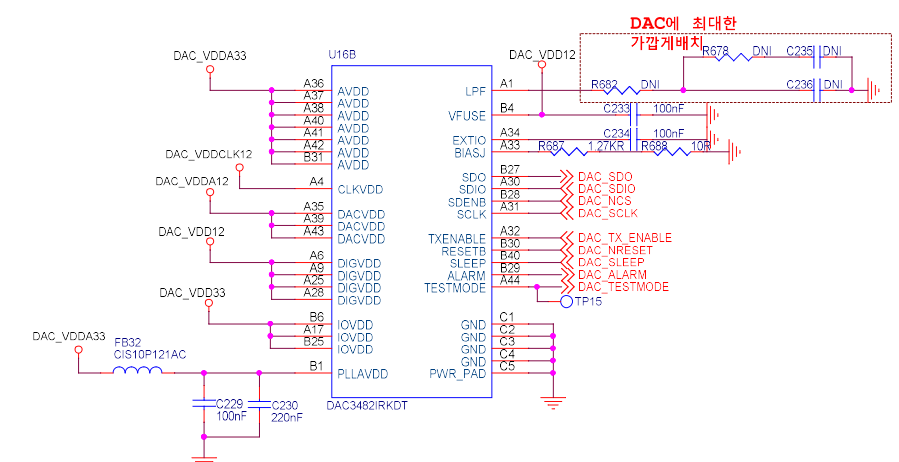 DAC에 최대한
가깝게배치
DAC_VDDA33
U16B
DAC_VDD12
R678 DNI C235 DNI
R682 DNI C236 DNI
A36 AVDD LPF A1
A37 AVDD
A38 AVDD VFUSE B4 C233 100nF
A40 AVDD
A41 AVDD EXTIO A34 C234 100nF
A42 AVDD BIASJ A33 R687 1.27KR R688 10R
B31 AVDD
DAC_VDDCLK12
A4 CLKVDD
SDO B27 DAC_SDO
SDIO A30 DAC_SDIO
SDENB B28 DAC_NCS
SCLK A31 DAC_SCLK
DAC_VDDA12
A35 DACVDD
A39 DACVDD
A43 DACVDD
TXENABLE A32 DAC_TX_ENABLE
RESETB B30 DAC_NRESET
SLEEP B40 DAC_SLEEP
ALARM B29 DAC_ALARM
TESTMODE A44 DAC_TESTMODE
TP15
DAC_VDD12
A6 DIGVDD
A9 DIGVDD
A25 DIGVDD
A28 DIGVDD
DAC_VDD33
B6 IOVDD GND C1
A17 IOVDD GND C2
B25 IOVDD GND C3
GND C4
DAC_VDDA33
FB32
CIS10P121AC
B1 PLLAVDD PWR_PAD C5
C229
100nF
C230
220nF
DAC3482IRKDT